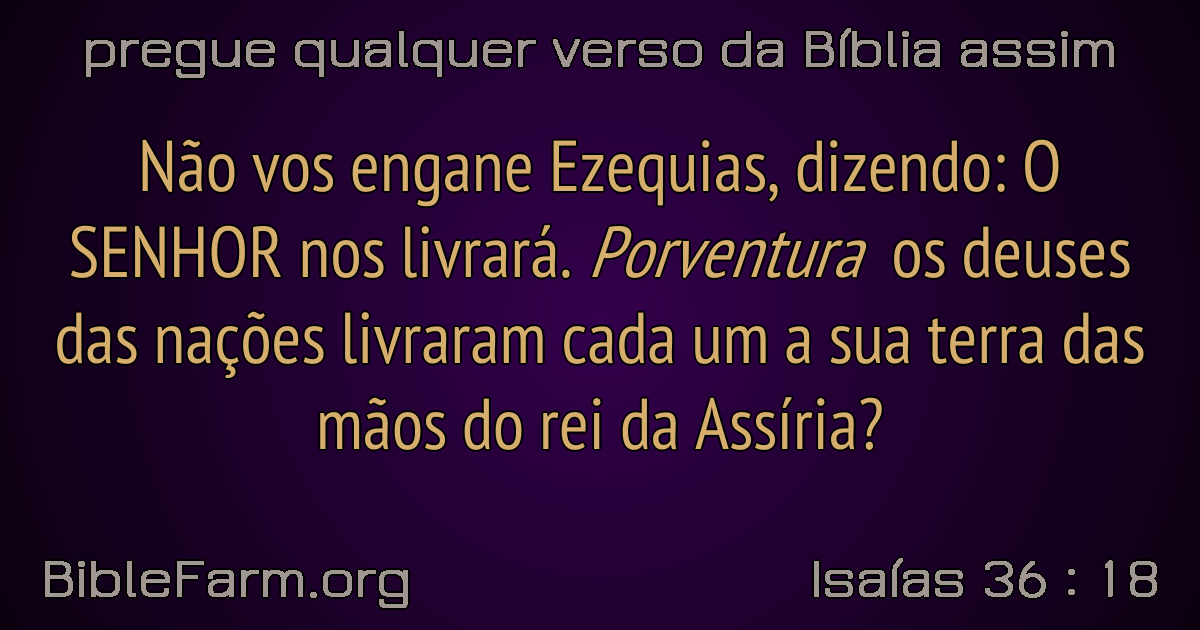 pregue qualquer verso da Bíblia assim
Não vos engane Ezequias, dizendo: O
SENHOR nos livrará. Porventura os deuses
das nações livraram cada um a sua terra das
mãos do rei da Assíria?
BibleFarm.org
Isaías 36 : 18